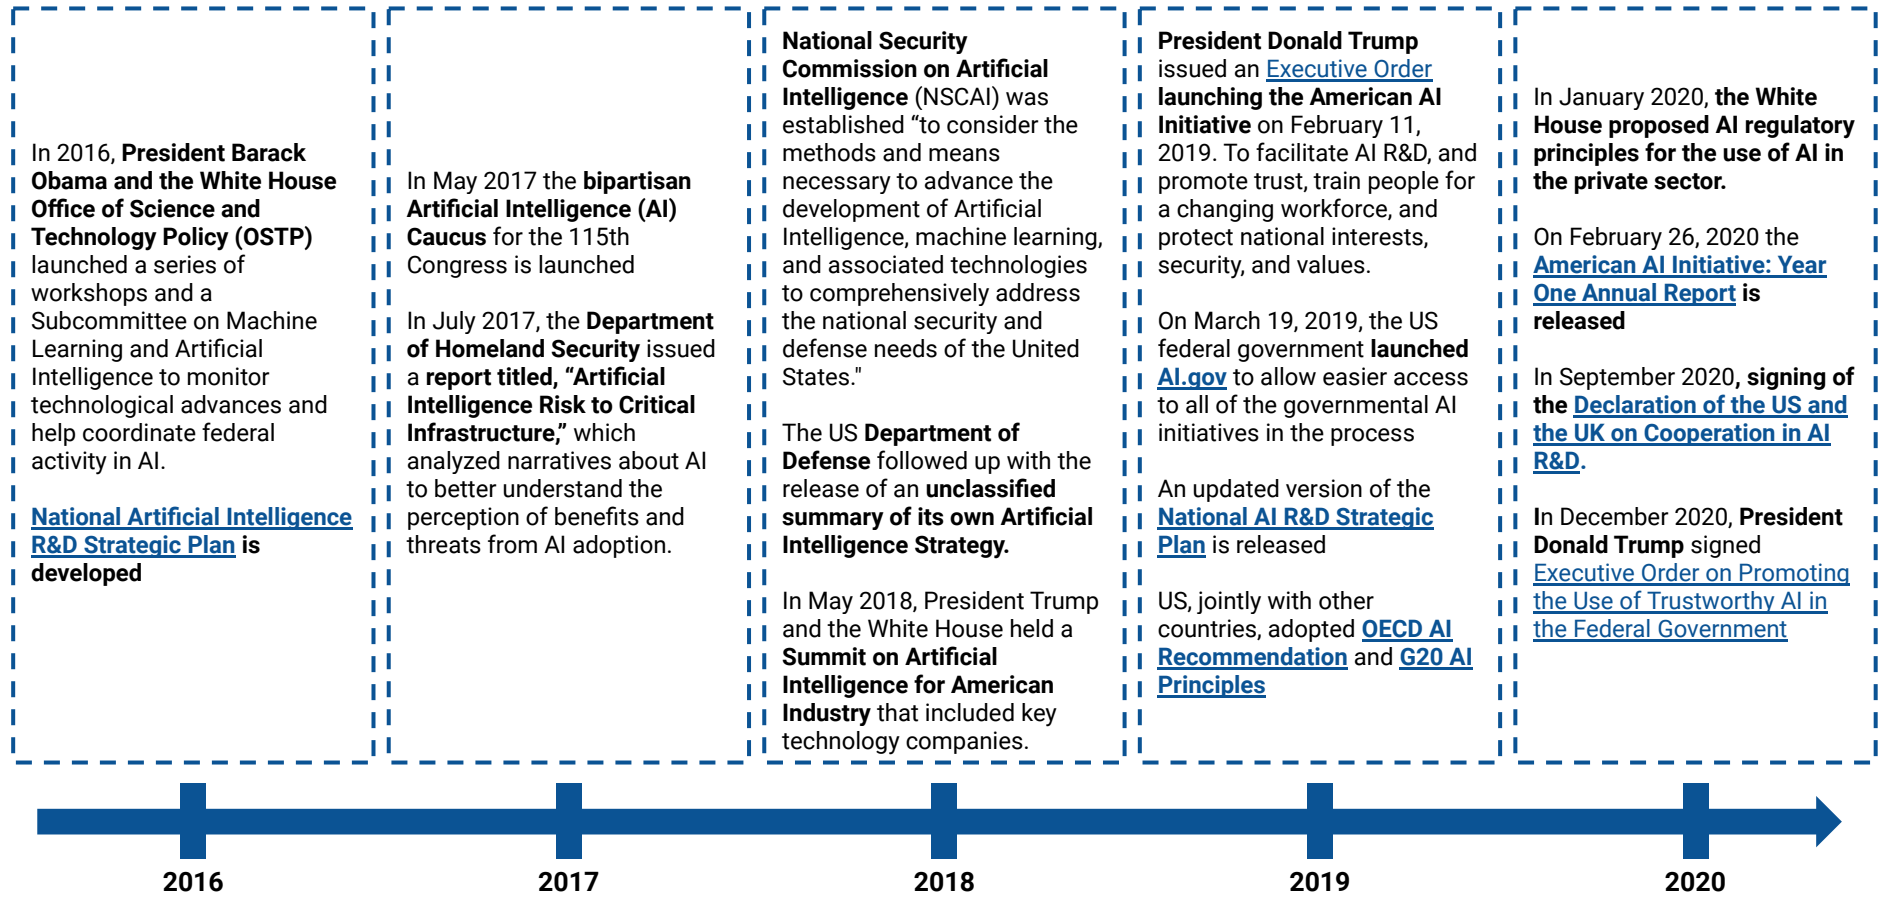 In 2016, President Barack
Obama and the White House
Office of Science and
Technology Policy (OSTP)
launched a series of
workshops and a
Subcommittee on Machine
Learning and Artificial
Intelligence to monitor
technological advances and
help coordinate federal
activity in AI.
National Artificial Intelligence
R&D Strategic Plan is
developed
In May 2017 the bipartisan
Artificial Intelligence (AI)
Caucus for the 115th
Congress is launched
In July 2017, the Department
of Homeland Security issued
a report titled, “Artificial
Intelligence Risk to Critical
Infrastructure,” which
analyzed narratives about AI
to better understand the
perception of benefits and
threats from AI adoption.
National Security
Commission on Artificial
Intelligence (NSCAI) was
established “to consider the
methods and means
necessary to advance the
development of Artificial
Intelligence, machine learning,
and associated technologies
to comprehensively address
the national security and
defense needs of the United
States."
The US Department of
Defense followed up with the
release of an unclassified
summary of its own Artificial
Intelligence Strategy.
In May 2018, President Trump
and the White House held a
Summit on Artificial
Intelligence for American
Industry that included key
technology companies.
President Donald Trump
issued an Executive Order
launching the American AI
Initiative on February 11,
2019. To facilitate AI R&D, and
promote trust, train people for
a changing workforce, and
protect national interests,
security, and values.
On March 19, 2019, the US
federal government launched
AI.gov to allow easier access
to all of the governmental AI
initiatives in the process
An updated version of the
National AI R&D Strategic
Plan is released
US, jointly with other
countries, adopted OECD AI
Recommendation and G20 AI
Principles
In January 2020, the White
House proposed AI regulatory
principles for the use of AI in
the private sector.
On February 26, 2020 the
American AI Initiative: Year
One Annual Report is
released
In September 2020, signing of
the Declaration of the US and
the UK on Cooperation in AI
R&D.
In December 2020, President
Donald Trump signed
Executive Order on Promoting
the Use of Trustworthy AI in
the Federal Government
2016
2017
2018
2019
2020